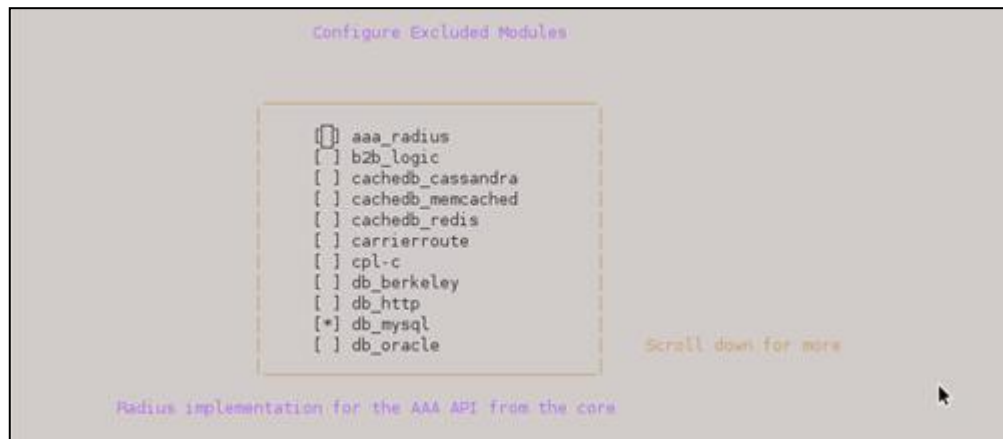 Configure Excluded Modules
[ ] aaa_radius
[ ] b2b_logic
[ ] cachedb_cassandra
[ ] cachedb_memcached
[ ] cachedb_redis
[ ] carrierroute
[ ] cpl-c
[ ] db_berkeley
[ ] db_http
[*] db_mysql
[ ] db_oracle
Scroll down for more
Radius implementation for the AAA API from the core